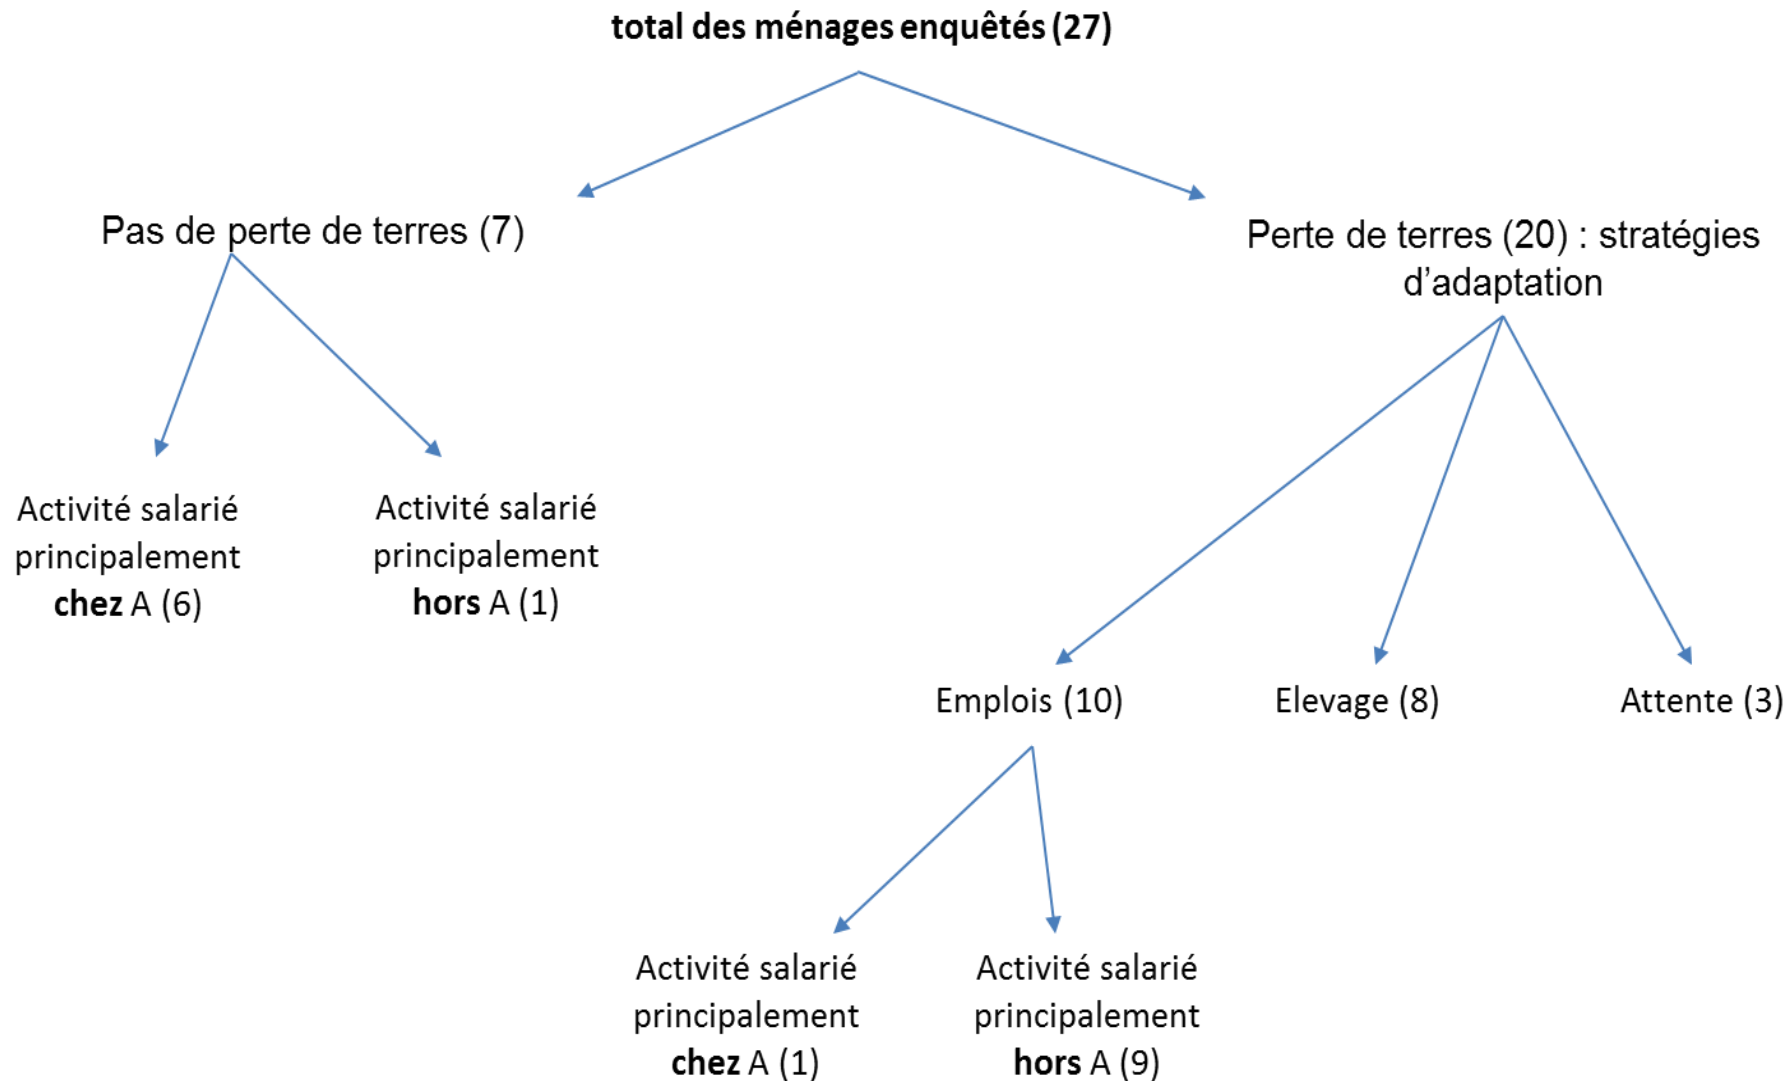 total des ménages enquêtés (27)
Pas de perte de terres (7)
Perte de terres (20) : stratégies
d’adaptation
Activité salarié
principalement
chez A (6)
Activité salarié
principalement
hors A (1)
Emplois (10)
Elevage (8)
Attente (3)
Activité salarié
principalement
chez A (1)
Activité salarié
principalement
hors A (9)